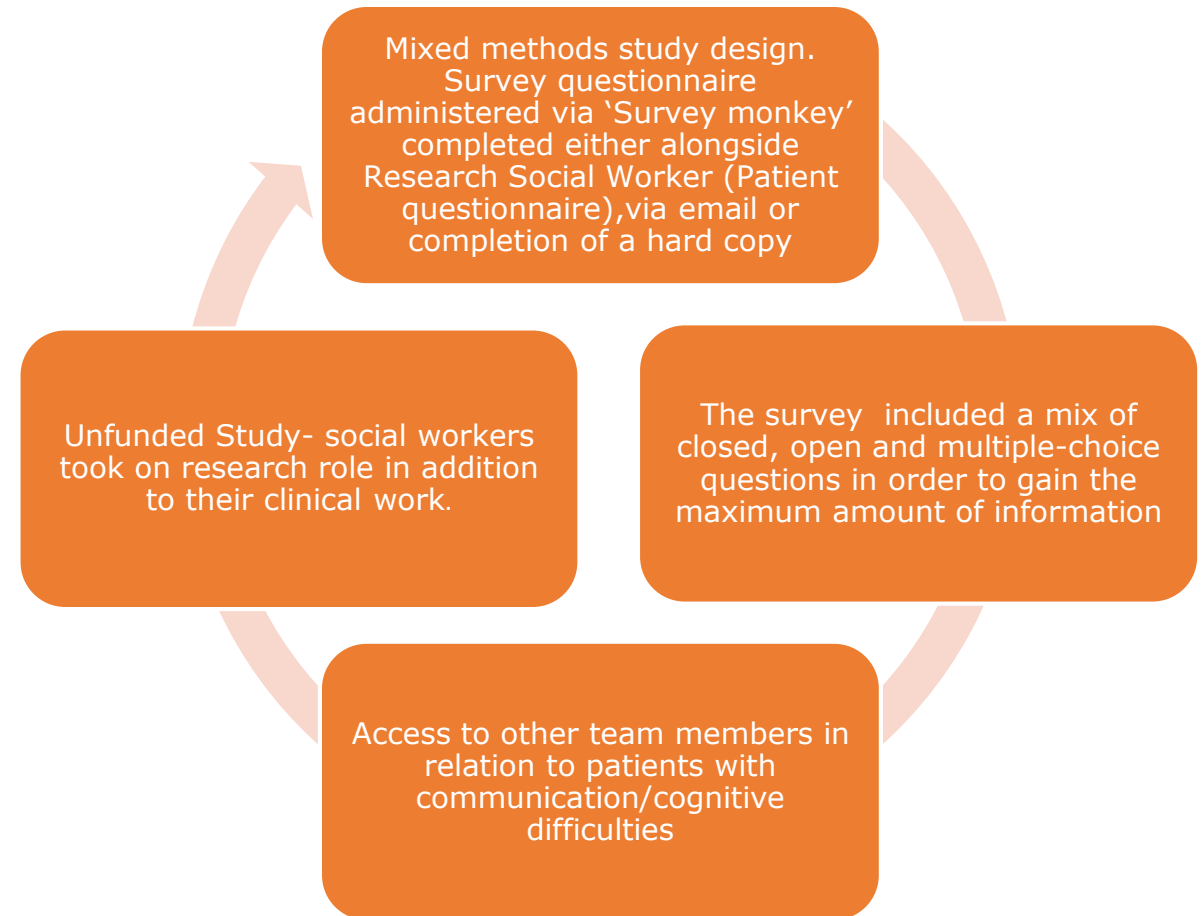 Mixed methods study design.
Survey questionnaire
administered via ‘Survey monkey’
completed either alongside
Research Social Worker (Patient
questionnaire),via email or
completion of a hard copy
The survey  included a mix of
closed, open and multiple-choice
questions in order to gain the
maximum amount of information
Access to other team members in
relation to patients with
communication/cognitive
difficulties
Unfunded Study- social workers
took on research role in addition
to their clinical work.